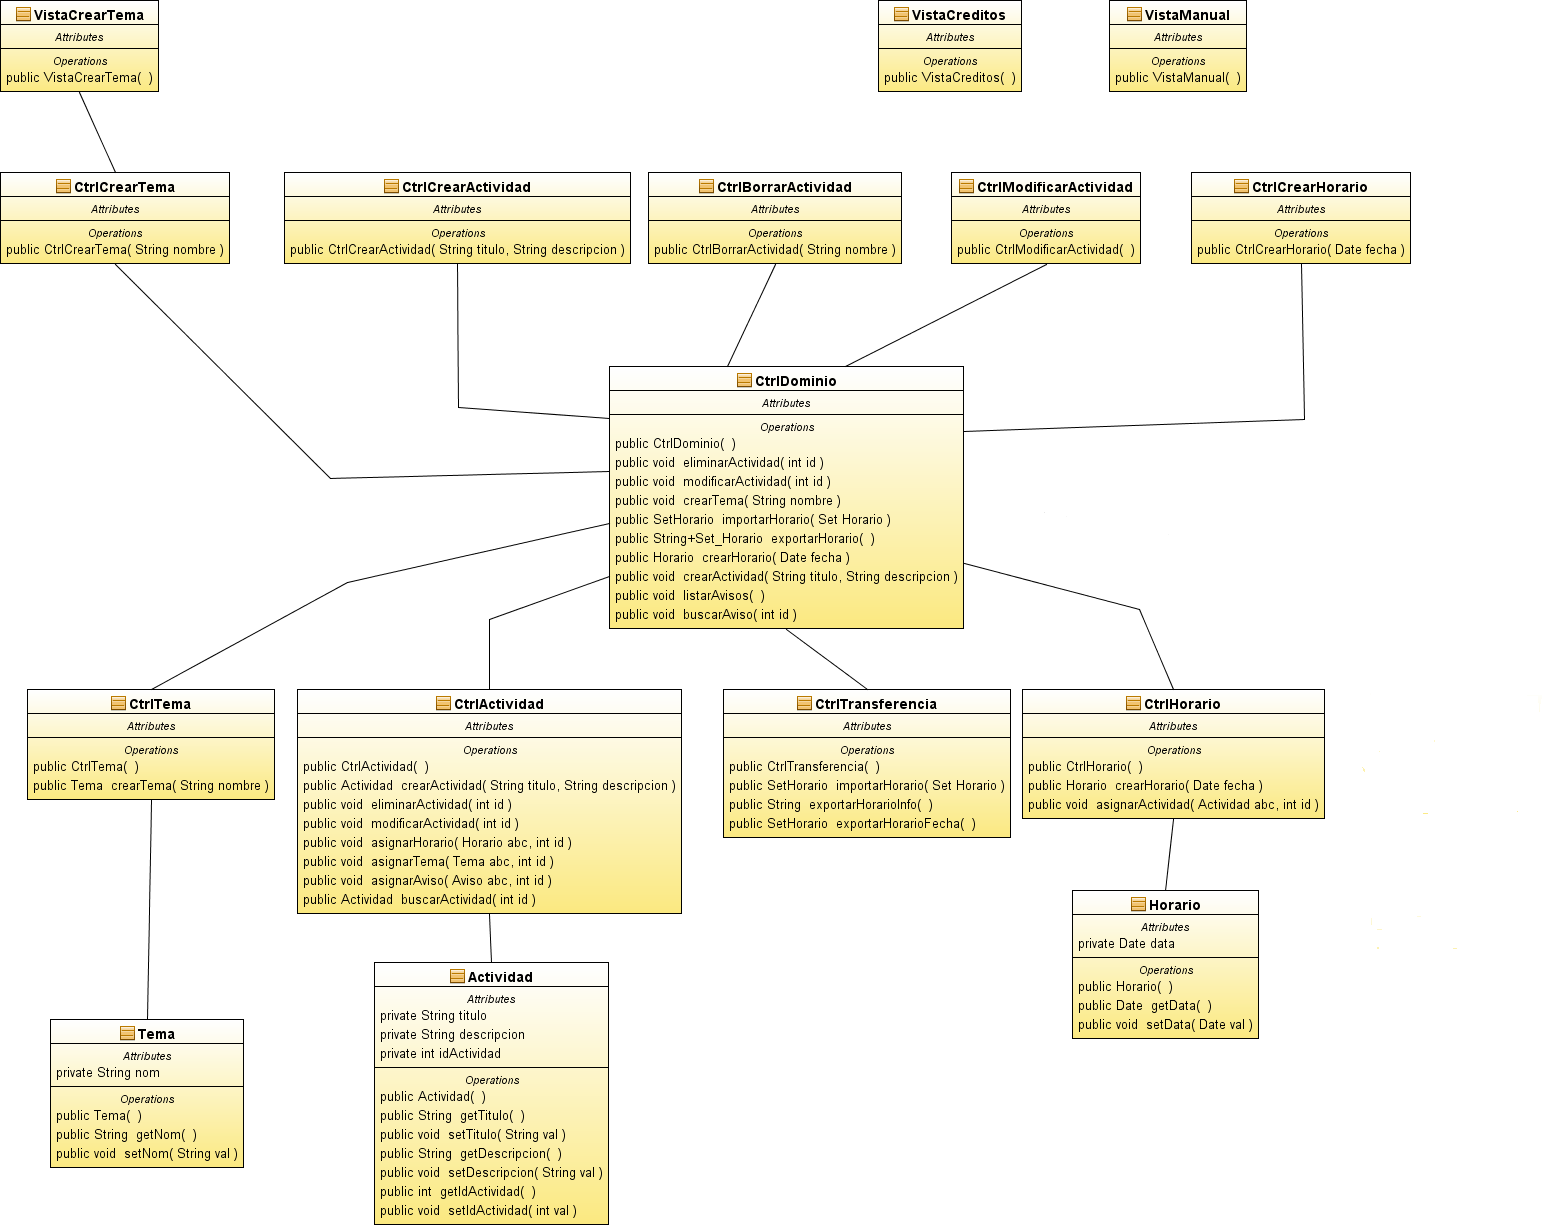 VistaCrearTema
Attributes
Operations
public VistaCrearTema( )
VistaCreditos
Attributes
Operations
public VistaCreditos( )
VistaManual
Attributes
Operations
public VistaManual( )
CtrlCrearTema
Attributes
Operations
public CtrlCrearTema( String nombre )
CtrlCrearActividad
Attributes
Operations
public CtrlCrearActividad( String titulo, String descripcion )
CtrlBorrarActividad
Attributes
Operations
public CtrlBorrarActividad( String nombre )
CtrlModificarActividad
Attributes
Operations
public CtrlModificarActividad( )
CtrlCrearHorario
Attributes
Operations
public CtrlCrearHorario( Date fecha )
CtrlDominio
Attributes
Operations
public CtrlDominio( )
public void eliminarActividad( int id )
public void modificarActividad( int id )
public void crearTema( String nombre )
public SetHorario importarHorario( Set Horario )
public String+Set_Horario exportarHorario( )
public Horario crearHorario( Date fecha )
public void crearActividad( String titulo, String descripcion )
public void listarAvisos( )
public void buscarAviso( int id )
CtrlTema
Attributes
Operations
public CtrlTema( )
public Tema crearTema( String nombre )
CtrlActividad
Attributes
Operations
public CtrlActividad( )
public Actividad crearActividad( String titulo, String descripcion )
public void eliminarActividad( int id )
public void modificarActividad( int id )
public void asignarHorario( Horario abc, int id )
public void asignarTema( Tema abc, int id )
public void asignarAviso( Aviso abc, int id )
public Actividad buscarActividad( int id )
CtrlTransferencia
Attributes
Operations
public CtrlTransferencia( )
public SetHorario importarHorario( Set Horario )
public String exportarHorarioInfo( )
public SetHorario exportarHorarioFecha( )
CtrlHorario
Attributes
Operations
public CtrlHorario( )
public Horario crearHorario( Date fecha )
public void asignarActividad( Actividad abc, int id )
Horario
Attributes
private Date data
Operations
public Horario( )
public Date getData( )
public void setData( Date val )
Actividad
Attributes
private String titulo
private String descripcion
private int idActividad
Operations
public Actividad( )
public String getTitulo( )
public void setTitulo( String val )
public String getDescripcion( )
public void setDescripcion( String val )
public int getIdActividad( )
public void setIdActividad( int val )
Tema
Attributes
private String nom
Operations
public Tema( )
public String getNom( )
public void setNom( String val )